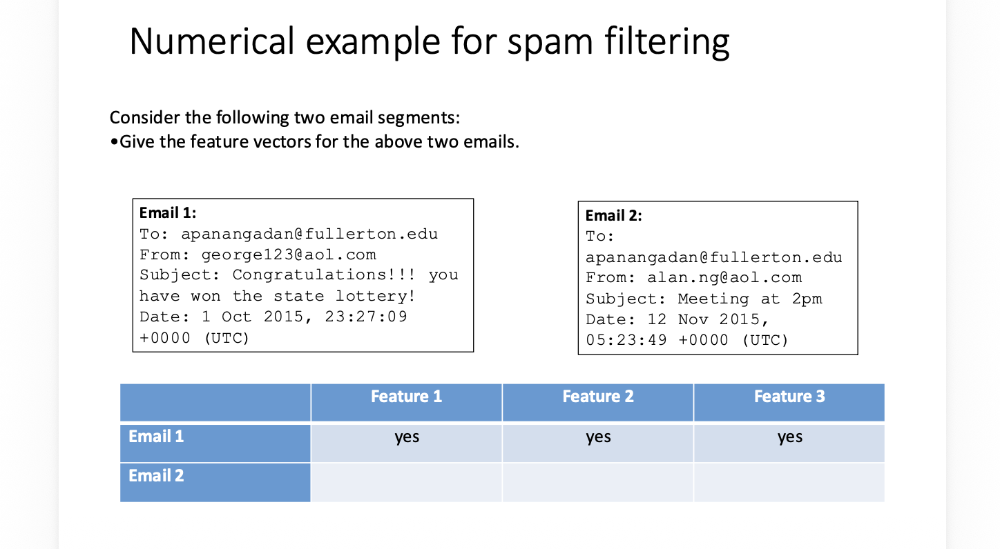 Numerical example for spam filtering
Consider the following two email segments:
•Give the feature vectors for the above two emails.
Email 1:
To: apanangadan@fullerton.edu
From: george123@aol.com
Subject: Congratulations!!! you
have won the state lottery!
Date: 1 Oct 2015, 23:27:09
+0000 (UTC)
Email 2:
To:
apanangadan@fullerton.edu
From: alan.ng@aol.com
Subject: Meeting at 2pm
Date: 12 Nov 2015,
05:23:49 +0000 (UTC)
Feature 1 Feature 2 Feature 3
Email 1 yes yes yes
Email 2